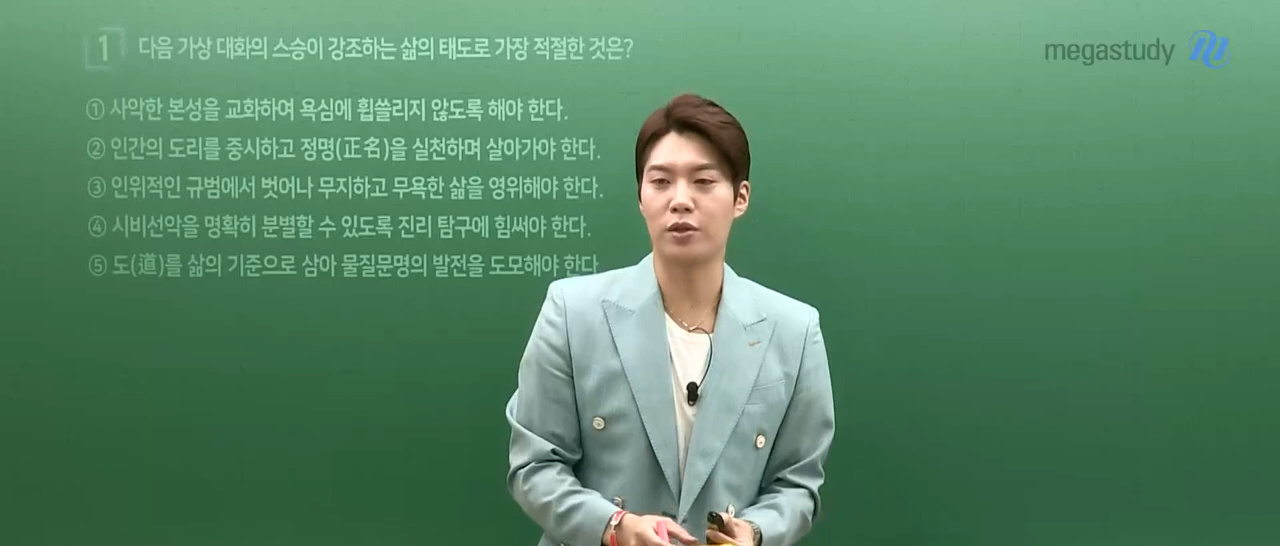 1 다음 가상 대화의 스승이 강조하는 삶의 태도로 가장 적절한 것은?
megastudy
① 사악한 본성을 교화하여 욕심에 휩쓸리지 않도록 해야 한다.
② 인간의 도리를 중시하고 정명(正名)을 실천하며 살아가야 한다.
③ 인위적인 규범에서 벗어나 무지하고 무욕한 삶을 영위해야 한다.
④ 시비선악을 명확히 분별할 수 있도록 진리 탐구에 힘써야 한다.
⑤ 도(道)를 삶의 기준으로 삼아 물질문명의 발전을 도모해야 한다.